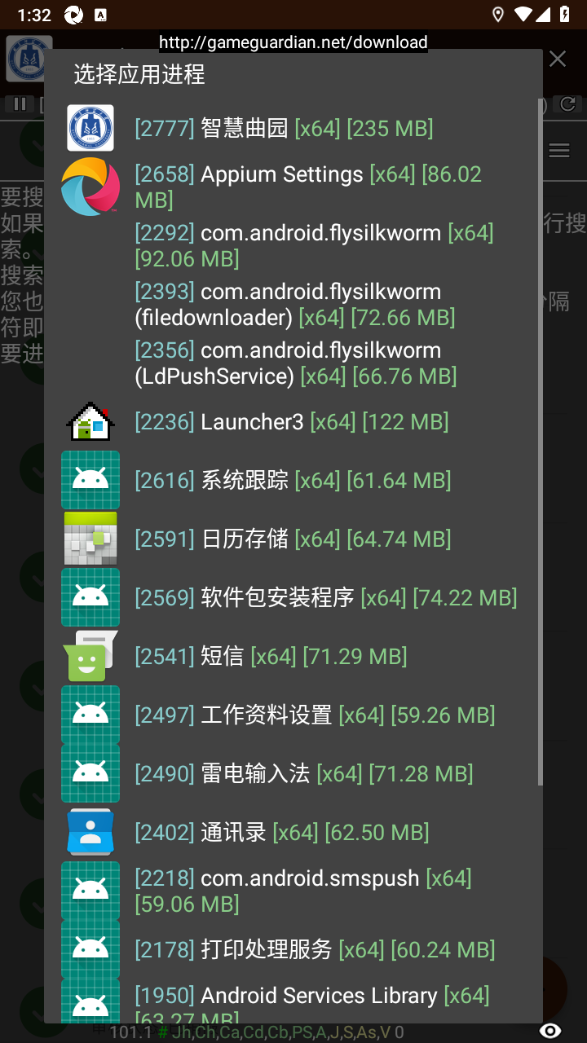 1:32
http://gameguardian.net/download
选择应用进程
[2777] 智慧曲园 [x64] [235 MB]
[2658] Appium Settings [x64] [86.02
MB]
[2292] com.android.flysilkworm [x64]
[92.06 MB]
[2393] com.android.flysilkworm
(filedownloader) [x64] [72.66 MB]
[2356] com.android.flysilkworm
(LdPushService) [x64] [66.76 MB]
[2236] Launcher3 [x64] [122 MB]
[2616] 系统跟踪 [x64] [61.64 MB]
[2591] 日历存储 [x64] [64.74 MB]
[2569] 软件包安装程序 [x64] [74.22 MB]
[2541] 短信 [x64] [71.29 MB]
[2497] 工作资料设置 [x64] [59.26 MB]
[2490] 雷电输入法 [x64] [71.28 MB]
[2402] 通讯录 [x64] [62.50 MB]
[2218] com.android.smspush [x64]
[59.06 MB]
[2178] 打印处理服务 [x64] [60.24 MB]
[1950] Android Services Library [x64]
[63.27 MB]
要搜
如果 行搜
索。
搜索
您也 隔
符即
要进
101.1 # Jh,Ch,Ca,Cd,Cb,PS,A,J,S,As,V 0